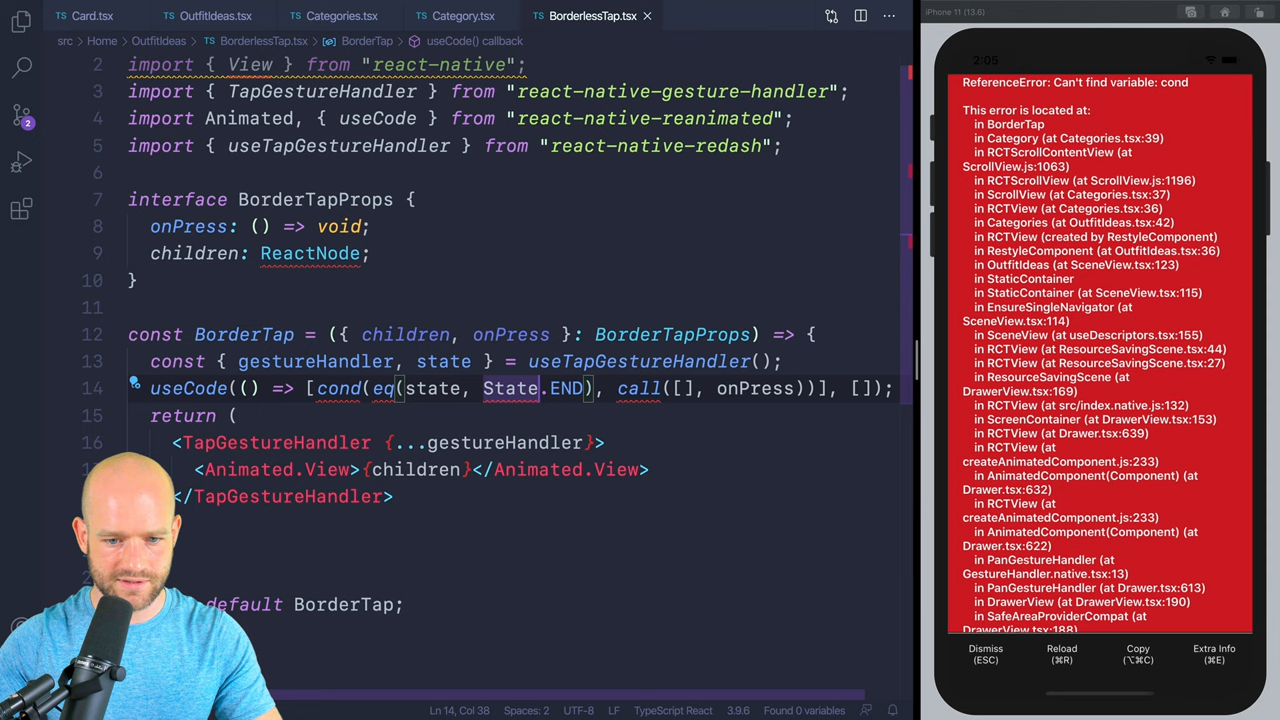 Card.tsx
OutfitIdeas.tsx
Categories.tsx
Category.tsx
BorderlessTap.tsx
src > Home > OutfitIdeas > BorderlessTap.tsx > BorderTap > useCode() callback
2 import { View } from "react-native";
3 import { TapGestureHandler } from "react-native-gesture-handler";
4 import Animated, { useCode } from "react-native-reanimated";
5 import { useTapGestureHandler } from "react-native-redash";
6
7 interface BorderTapProps {
8 onPress: () => void;
9 children: ReactNode;
10 }
11
12 const BorderTap = ({ children, onPress }: BorderTapProps) => {
13 const { gestureHandler, state } = useTapGestureHandler();
14 useCode(() => [cond(eq(state, State.END), call([], onPress))], []);
15 return (
16 <TapGestureHandler {...gestureHandler}>
<Animated.View>{children}</Animated.View>
</TapGestureHandler>
default BorderTap;
2
Ln 14, Col 38
Spaces: 2
UTF-8
LF
TypeScript React
3.9.6
Found 0 variables
iPhone 11 (13.6)
2:05
ReferenceError: Can't find variable: cond
This error is located at:
in BorderTap
in Category (at Categories.tsx:39)
in RCTScrollContentView (at
ScrollView.js:1063)
in RCTScrollView (at ScrollView.js:1196)
in ScrollView (at Categories.tsx:37)
in RCTView (at Categories.tsx:36)
in Categories (at OutfitIdeas.tsx:42)
in RCTView (created by RestyleComponent)
in RestyleComponent (at OutfitIdeas.tsx:36)
in OutfitIdeas (at SceneView.tsx:123)
in StaticContainer
in StaticContainer (at SceneView.tsx:115)
in EnsureSingleNavigator (at
SceneView.tsx:114)
in SceneView (at useDescriptors.tsx:155)
in RCTView (at ResourceSavingScene.tsx:44)
in RCTView (at ResourceSavingScene.tsx:27)
in ResourceSavingScene (at
DrawerView.tsx:169)
in RCTView (at src/index.native.js:132)
in ScreenContainer (at DrawerView.tsx:153)
in RCTView (at Drawer.tsx:639)
in RCTView (at
createAnimatedComponent.js:233)
in AnimatedComponent(Component) (at
Drawer.tsx:632)
in RCTView (at
createAnimatedComponent.js:233)
in AnimatedComponent(Component) (at
Drawer.tsx:622)
in PanGestureHandler (at
GestureHandler.native.tsx:13)
in PanGestureHandler (at Drawer.tsx:613)
in DrawerView (at DrawerView.tsx:190)
in SafeAreaProviderCompat (at
DrawerView.tsx:188)
Dismiss
(ESC)
Reload
(⌘R)
Copy
(⌥⌘C)
Extra Info
(⌘E)